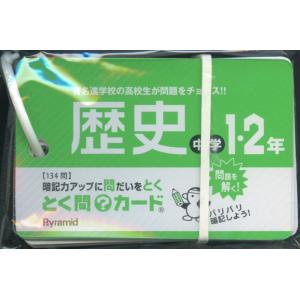 有名進学校の高校生が問題をチョイス!!
歴史 中学 1・2年
【134問】
暗記力アップに問だいをとく
とく問?カード®
問題を
解く!
バリバリ
暗記しよう!
Pyramid